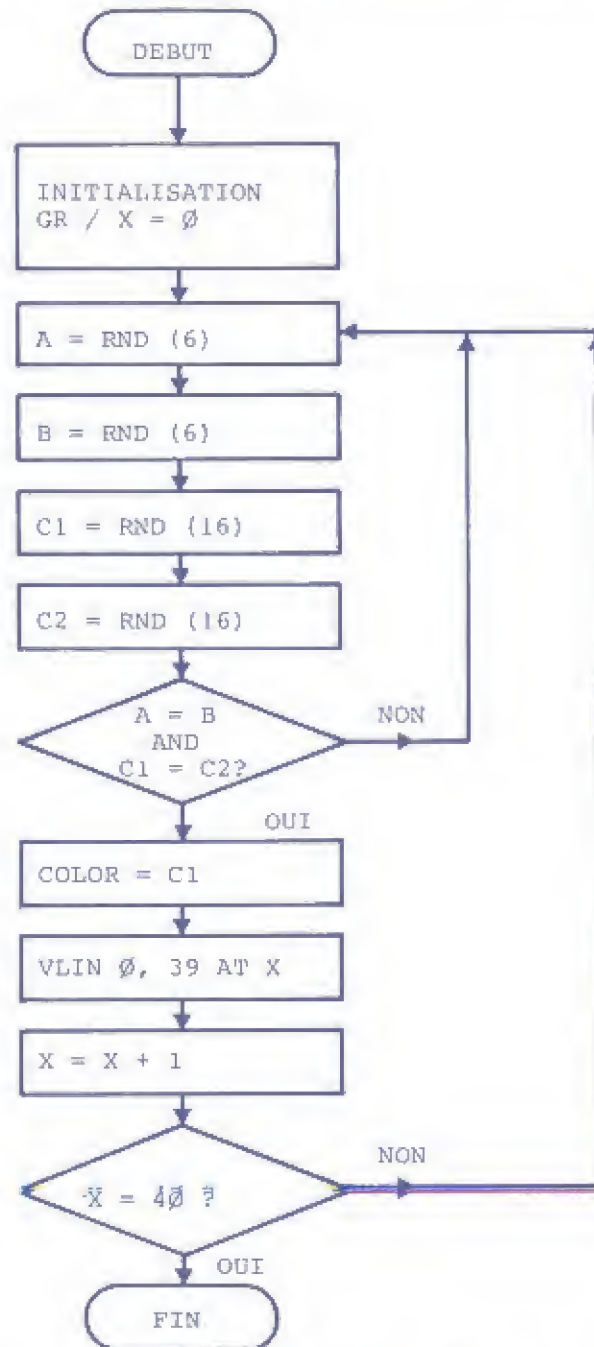 DEBUT
INITIALISATION
GR / X = Ø
A = RND (6)
B = RND (6)
C1 = RND (16)
C2 = RND (16)
A = B
AND
C1 = C2?
NON
OUI
COLOR = C1
VLIN Ø, 39 AT X
X = X + 1
X = 4Ø ?
NON
OUI
FIN